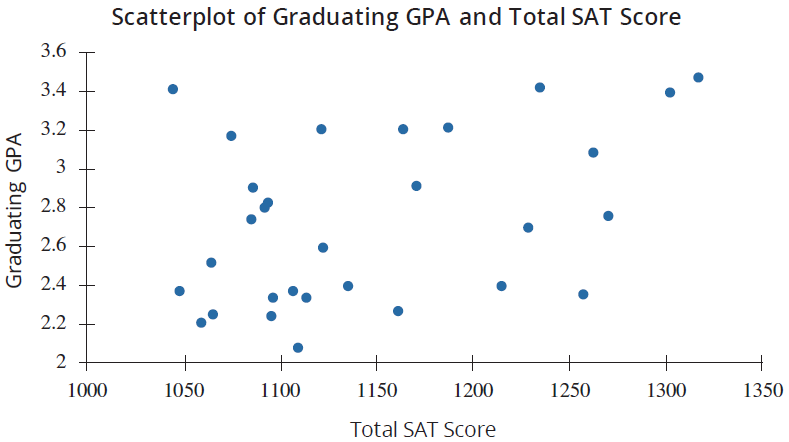 Scatterplot of Graduating GPA and Total SAT Score
3.6
3.4
3.2
3
2.8
2.6
2.4
2.2
2
Graduating GPA
1000 1050 1100 1150 1200 1250 1300 1350
Total SAT Score